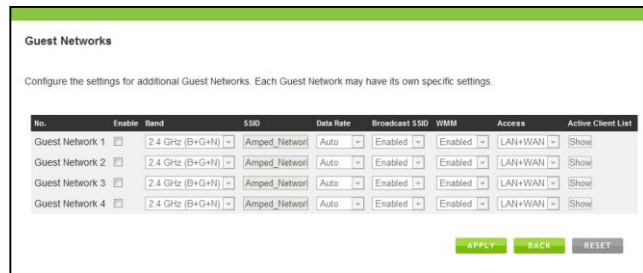 Guest Networks
Configure the settings for additional Guest Networks. Each Guest Network may have its own specific settings.
No. Enable Band SSID Data Rate Broadcast SSID WMM Access Active Client List
Guest Network 1 2.4 GHz (B+G+N) Amped_Networ Auto Enabled Enabled LAN+WAN Show
Guest Network 2 2.4 GHz (B+G+N) Amped_Networ Auto Enabled Enabled LAN+WAN Show
Guest Network 3 2.4 GHz (B+G+N) Amped_Networ Auto Enabled Enabled LAN+WAN Show
Guest Network 4 2.4 GHz (B+G+N) Amped_Networ Auto Enabled Enabled LAN+WAN Show
APPLY BACK RESET